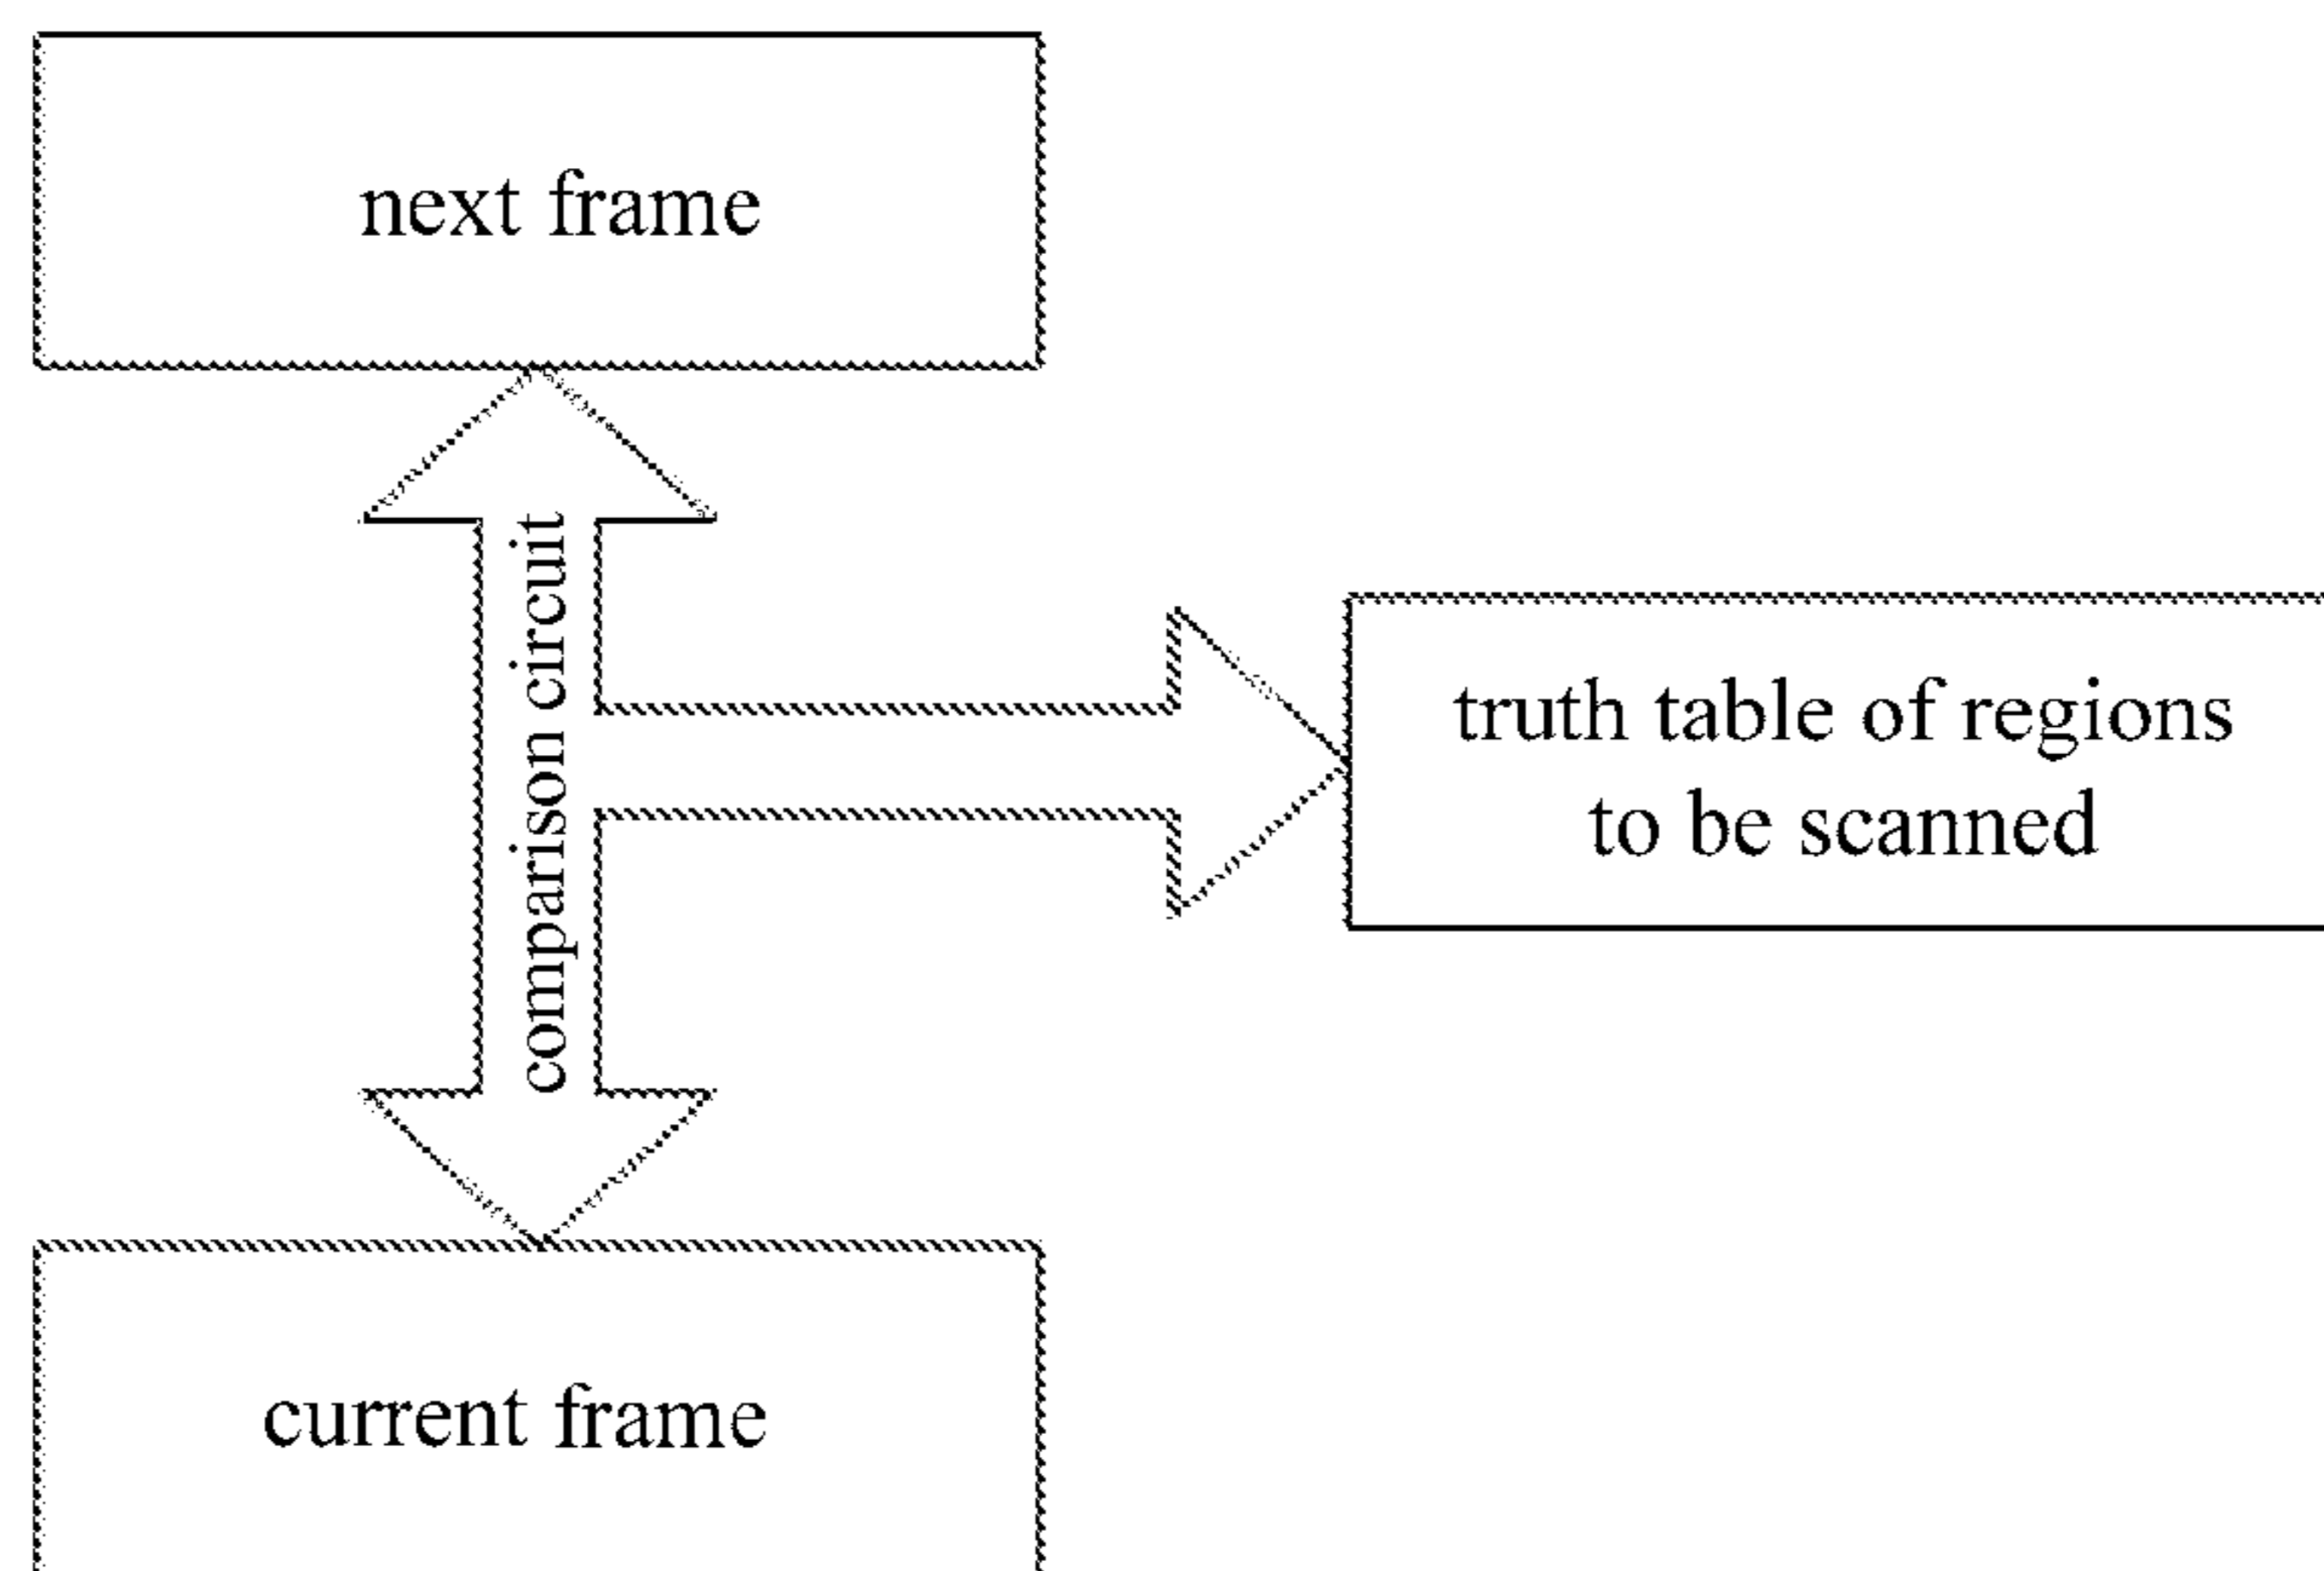 next frame
comparison circuit
truth table of regions
to be scanned
current frame